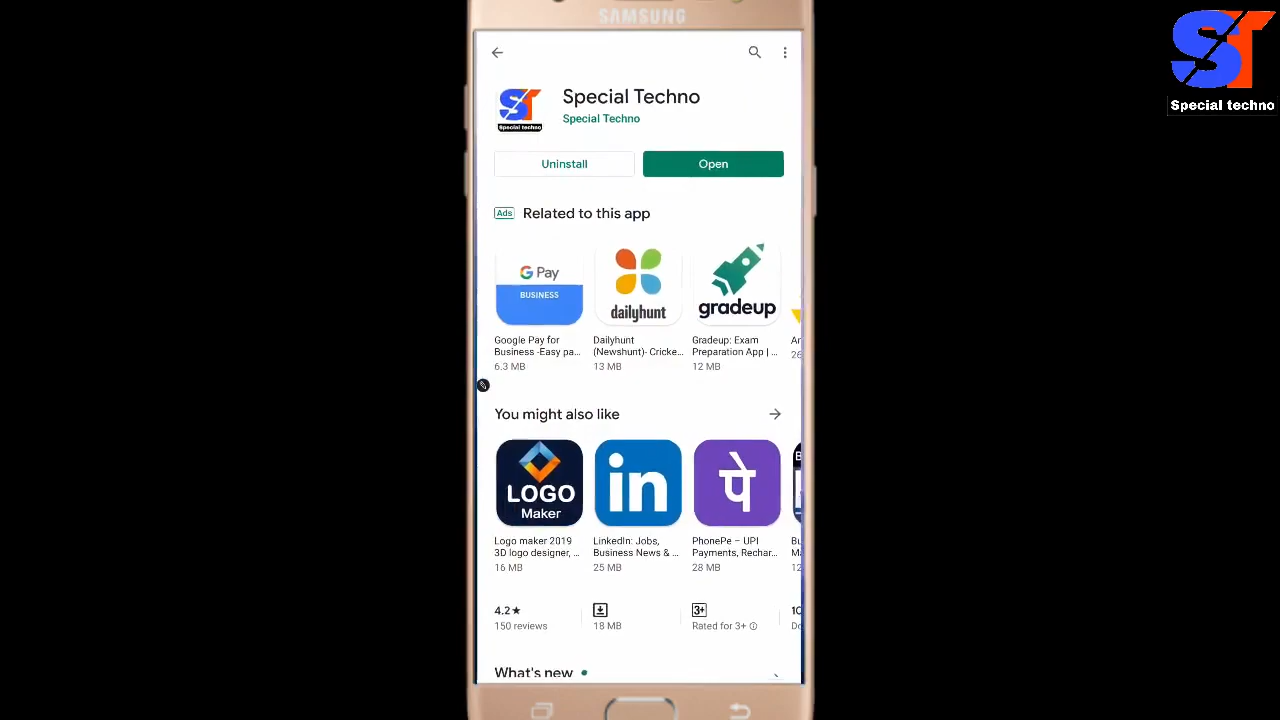 SAMSUNG
ST
Special techno
ST
Special techno
Special Techno
Special Techno
Uninstall
Open
Ads Related to this app
G Pay
BUSINESS
dailyhunt
gradeup
Google Pay for
Business -Easy pa...
6.3 MB
Dailyhunt
(Newshunt)- Cricke...
13 MB
Gradeup: Exam
Preparation App | ...
12 MB
You might also like
LOGO
Maker
in
पे
Logo maker 2019
3D logo designer, ...
16 MB
LinkedIn: Jobs,
Business News & ...
25 MB
PhonePe – UPI
Payments, Rechar...
28 MB
4.2★
150 reviews
18 MB
3+
Rated for 3+
What's new